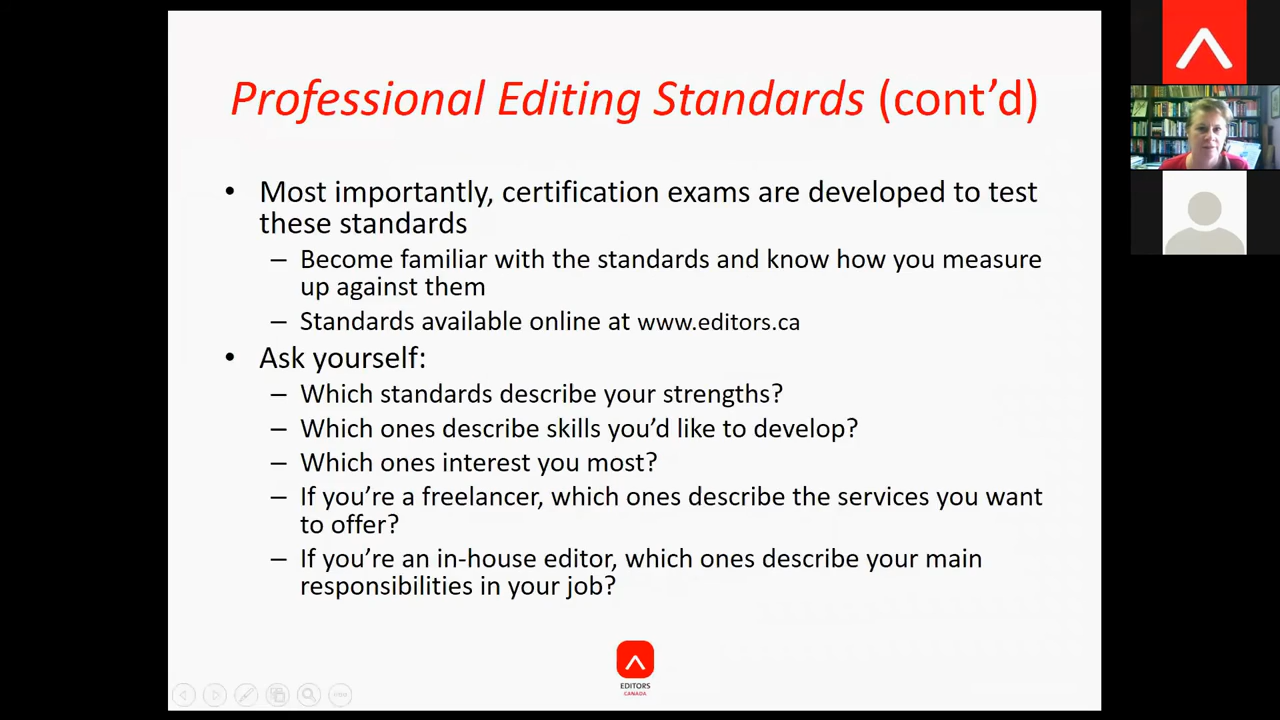 Professional Editing Standards (cont’d)
• Most importantly, certification exams are developed to test
these standards
– Become familiar with the standards and know how you measure
up against them
– Standards available online at www.editors.ca
• Ask yourself:
– Which standards describe your strengths?
– Which ones describe skills you’d like to develop?
– Which ones interest you most?
– If you’re a freelancer, which ones describe the services you want
to offer?
– If you’re an in-house editor, which ones describe your main
responsibilities in your job?
EDITORS
CANADA